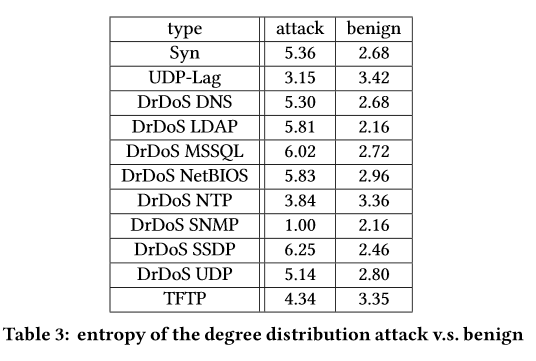 type attack benign
Syn 5.36 2.68
UDP-Lag 3.15 3.42
DrDoS DNS 5.30 2.68
DrDoS LDAP 5.81 2.16
DrDoS MSSQL 6.02 2.72
DrDoS NetBIOS 5.83 2.96
DrDoS NTP 3.84 3.36
DrDoS SNMP 1.00 2.16
DrDoS SSDP 6.25 2.46
DrDoS UDP 5.14 2.80
TFTP 4.34 3.35
Table 3: entropy of the degree distribution attack v.s. benign